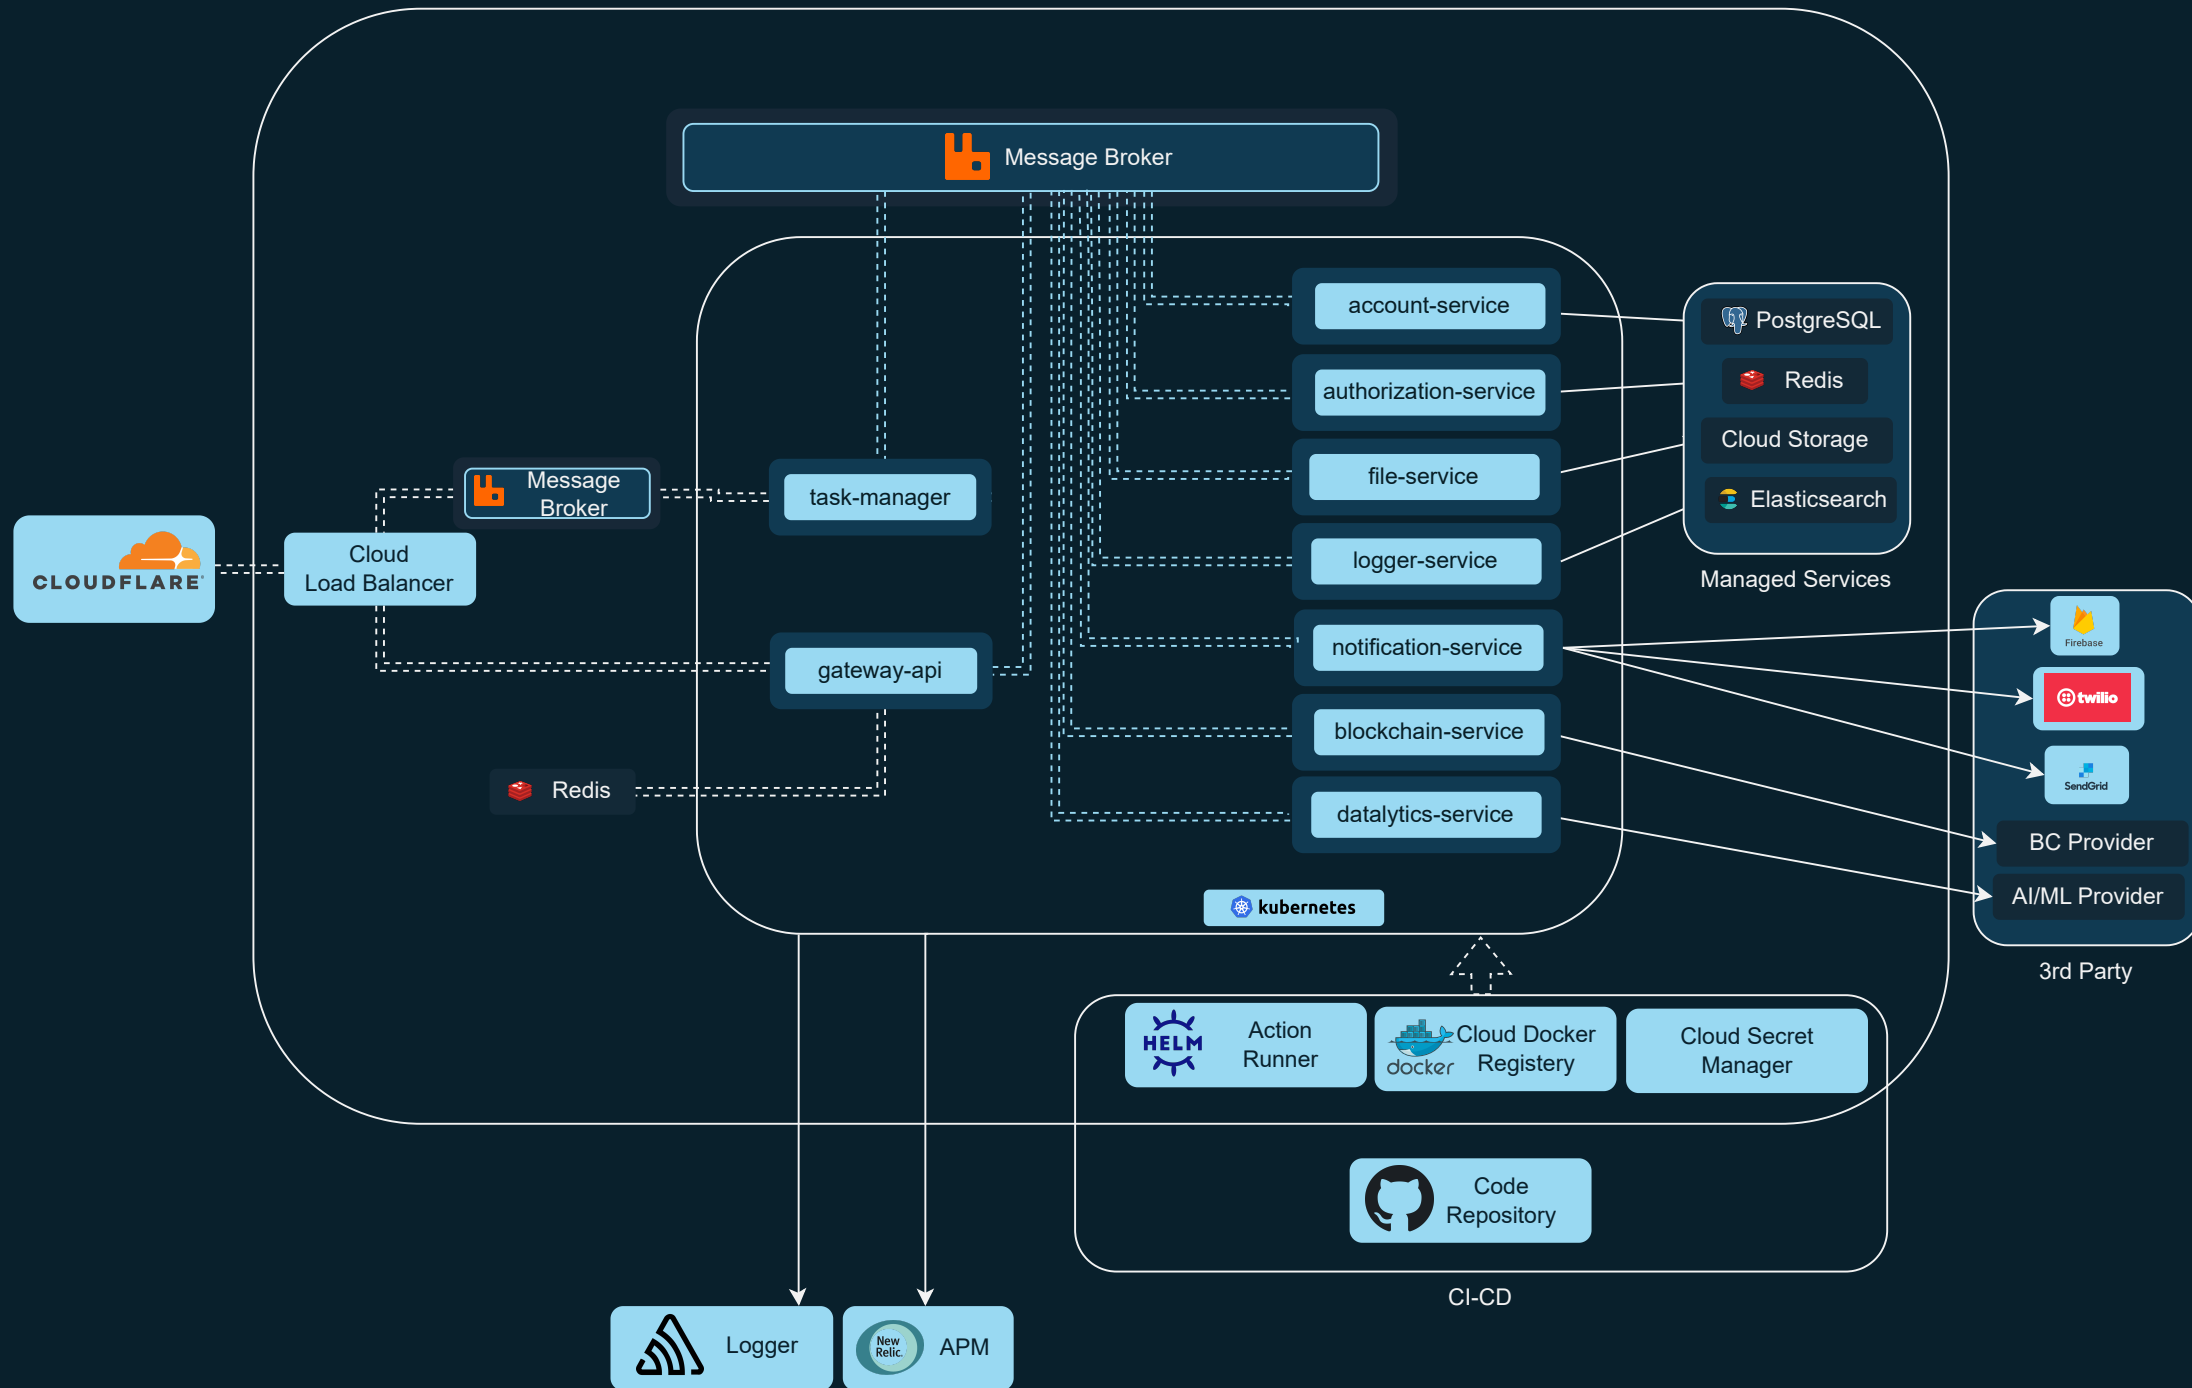 Message Broker
account-service
PostgreSQL
authorization-service
Redis
file-service
Cloud Storage
Message
Broker
task-manager
Elasticsearch
CLOUDFLARE
Cloud
Load Balancer
logger-service
Managed Services
gateway-api
notification-service
Firebase
twilio
blockchain-service
SendGrid
Redis
datalytics-service
BC Provider
AI/ML Provider
kubernetes
3rd Party
HELM
Action
Runner
docker
Cloud Docker
Registery
Cloud Secret
Manager
Code
Repository
CI-CD
Logger
New
Relic.
APM